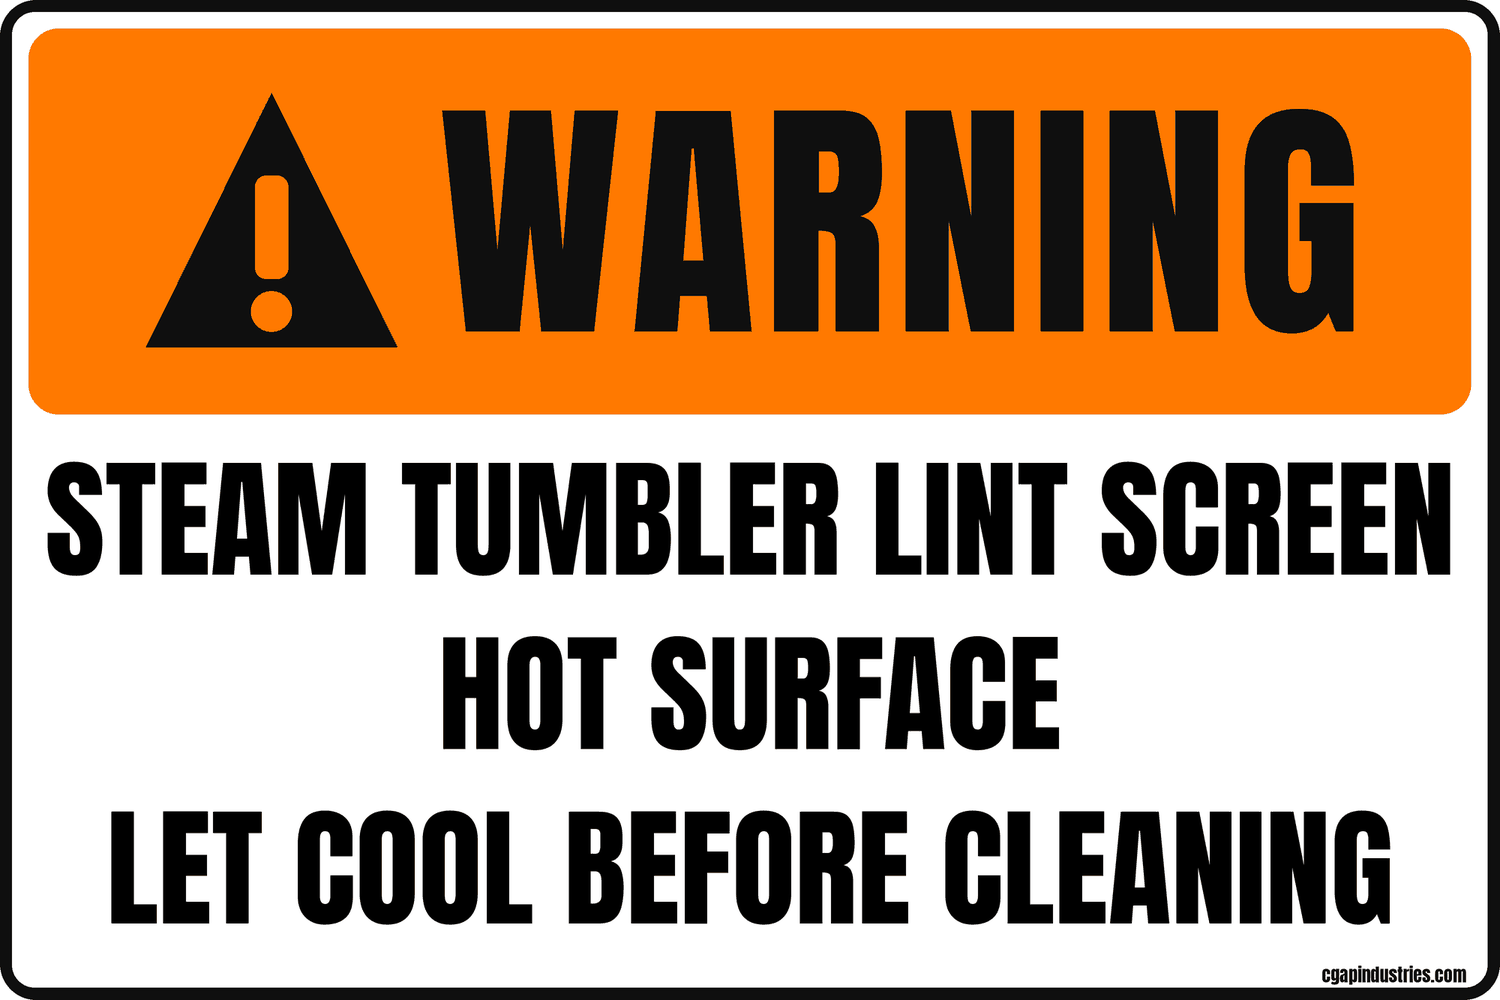 WARNING
STEAM TUMBLER LINT SCREEN
HOT SURFACE
LET COOL BEFORE CLEANING
cgapindustries.com